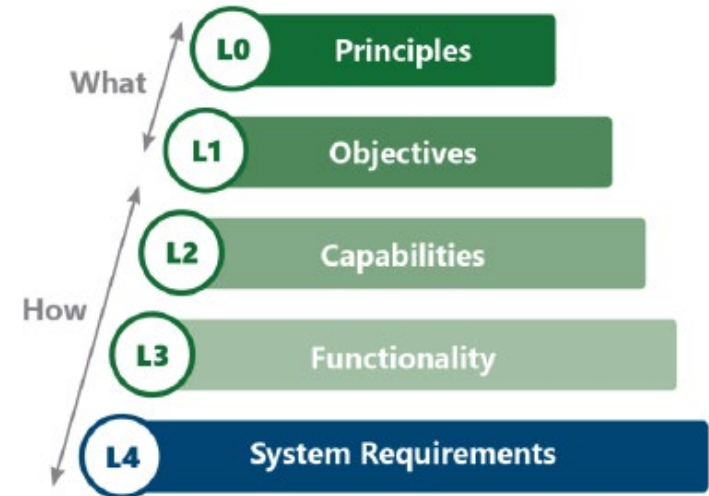 L0 Principles
What
L1 Objectives
L2 Capabilities
How
L3 Functionality
L4 System Requirements